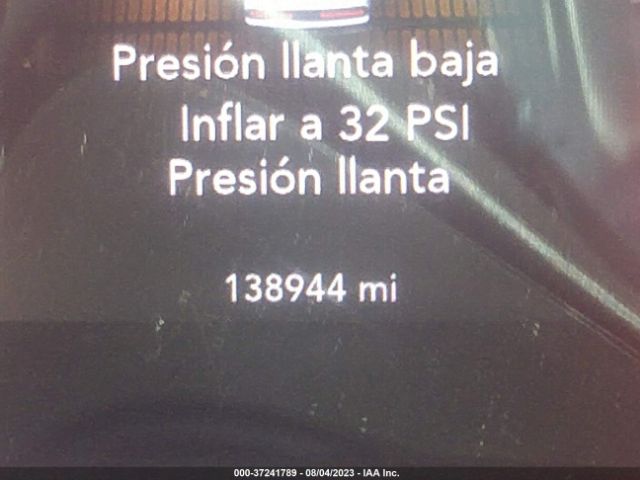 Presión llanta baja
Inflar a 32 PSI
Presión llanta
138944 mi
000-37241789 - 08/04/2023 - IAA Inc.